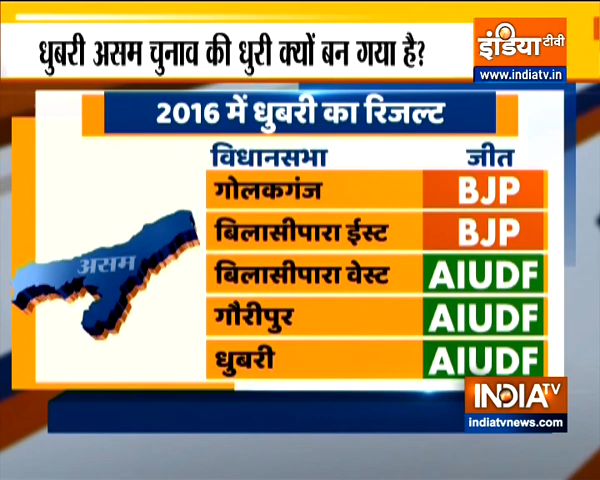 धुबरी असम चुनाव की धुरी क्यों बन गया है?
इंडिया टीवी
www.indiatv.in
2016 में धुबरी का रिजल्ट
विधानसभा जीत
गोलकगंज BJP
बिलासीपारा ईस्ट BJP
बिलासीपारा वेस्ट AIUDF
गौरीपुर AIUDF
धुबरी AIUDF
असम
INDIA TV
indiatvnews.com